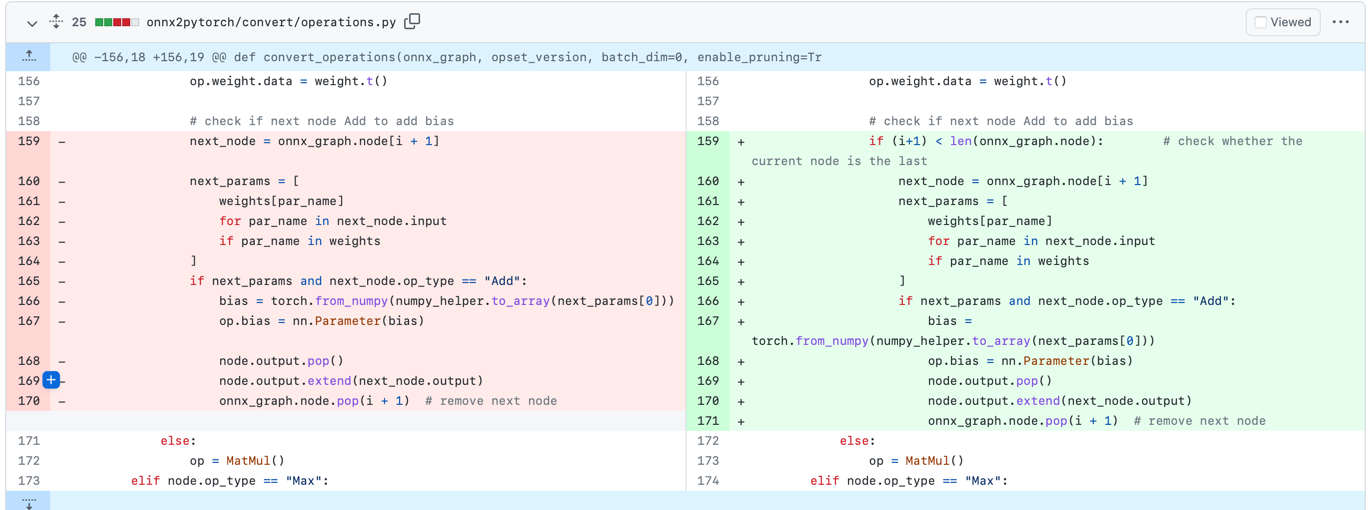 25 onnx2pytorch/convert/operations.py Viewed
@@ -156,18 +156,19 @@ def convert_operations(onnx_graph, opset_version, batch_dim=0, enable_pruning=Tr
156 op.weight.data = weight.t() 156 op.weight.data = weight.t()
157 157
158 # check if next node Add to add bias 158 # check if next node Add to add bias
159 - next_node = onnx_graph.node[i + 1] 159 + if (i+1) < len(onnx_graph.node): # check whether the
current node is the last
160 - next_params = [ 160 + next_node = onnx_graph.node[i + 1]
161 - weights[par_name] 161 + next_params = [
162 - for par_name in next_node.input 162 + weights[par_name]
163 - if par_name in weights 163 + for par_name in next_node.input
164 - ] 164 + if par_name in weights
165 - if next_params and next_node.op_type == "Add": 165 + ]
166 - bias = torch.from_numpy(numpy_helper.to_array(next_params[0])) 166 + if next_params and next_node.op_type == "Add":
167 - op.bias = nn.Parameter(bias) 167 + bias =
torch.from_numpy(numpy_helper.to_array(next_params[0]))
168 - node.output.pop() 168 + op.bias = nn.Parameter(bias)
169 + - node.output.extend(next_node.output) 169 + node.output.pop()
170 - onnx_graph.node.pop(i + 1) # remove next node 170 + node.output.extend(next_node.output)
171 + onnx_graph.node.pop(i + 1) # remove next node
171 else: 172 else:
172 op = MatMul() 173 op = MatMul()
173 elif node.op_type == "Max": 174 elif node.op_type == "Max":